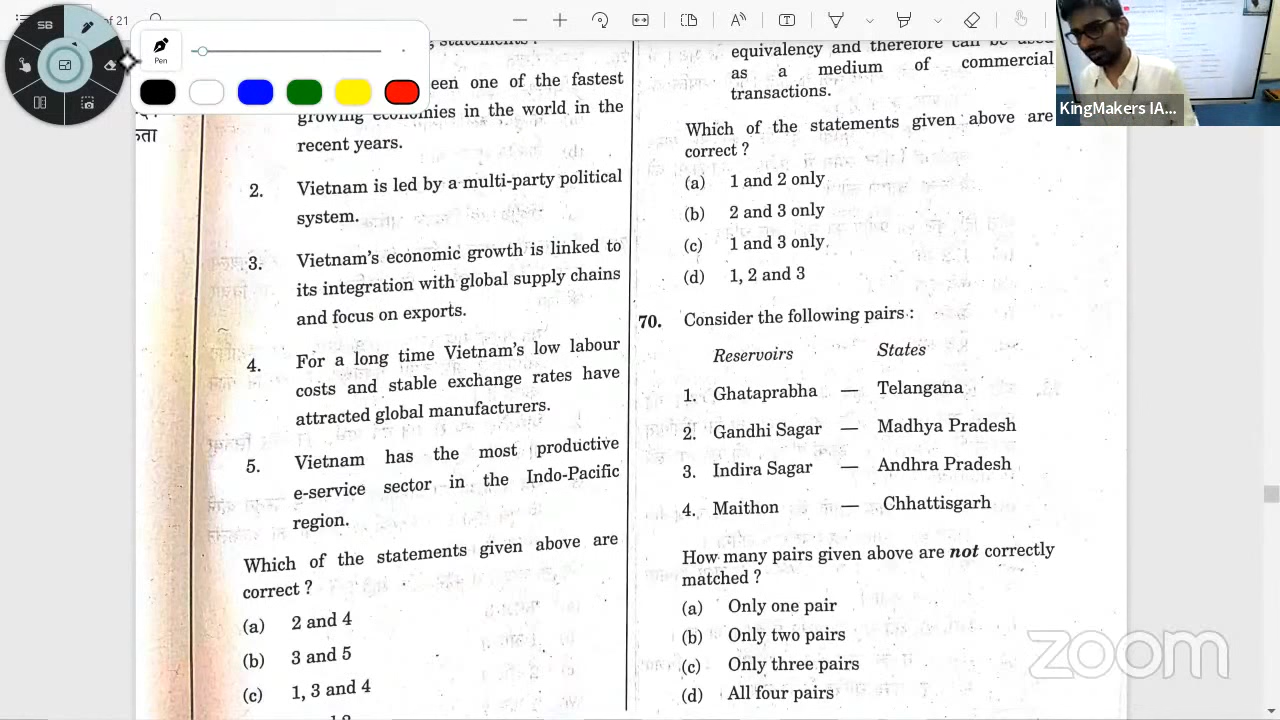 of 21
SB
Pen
KingMakers IA...
कता
statements :
een one of the fastest
growing economies in the world in the
recent years.
2. Vietnam is led by a multi-party political
system.
3. Vietnam's economic growth is linked to
its integration with global supply chains
and focus on exports.
4. For a long time Vietnam's low labour
costs and stable exchange rates have
attracted global manufacturers.
5. Vietnam has the most productive
e-service sector in the Indo-Pacific
region.
Which of the statements given above are
correct ?
(a) 2 and 4
(b) 3 and 5
(c) 1, 3 and 4
equivalency and therefore can be used
as a medium of commercial
transactions.
Which of the statements given above are
correct ?
(a) 1 and 2 only
(b) 2 and 3 only
(c) 1 and 3 only
(d) 1, 2 and 3
70. Consider the following pairs :
Reservoirs States
1. Ghataprabha — Telangana
2. Gandhi Sagar — Madhya Pradesh
3. Indira Sagar — Andhra Pradesh
4. Maithon — Chhattisgarh
How many pairs given above are not correctly
matched ?
(a) Only one pair
(b) Only two pairs
(c) Only three pairs
(d) All four pairs
zoom